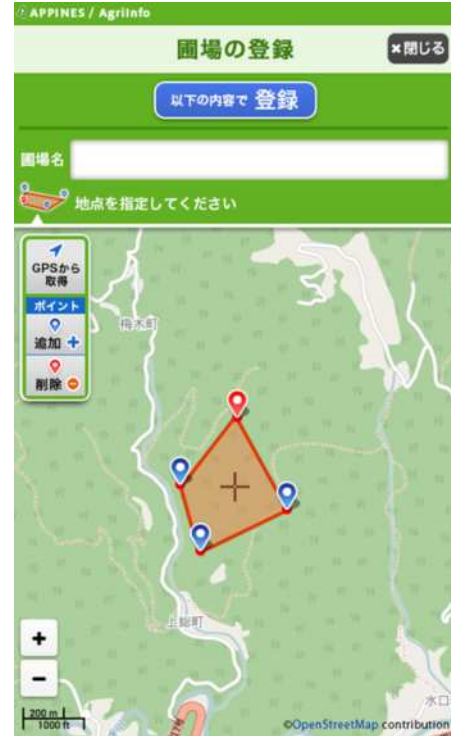 APPINES / AgriInfo
圃場の登録
×閉じる
以下の内容で 登録
圃場名
地点を指定してください
GPSから
取得
ポイント
追加 +
削除 −
梅木町
上総町
水口
+
−
200 m
1000 ft
©OpenStreetMap contribution